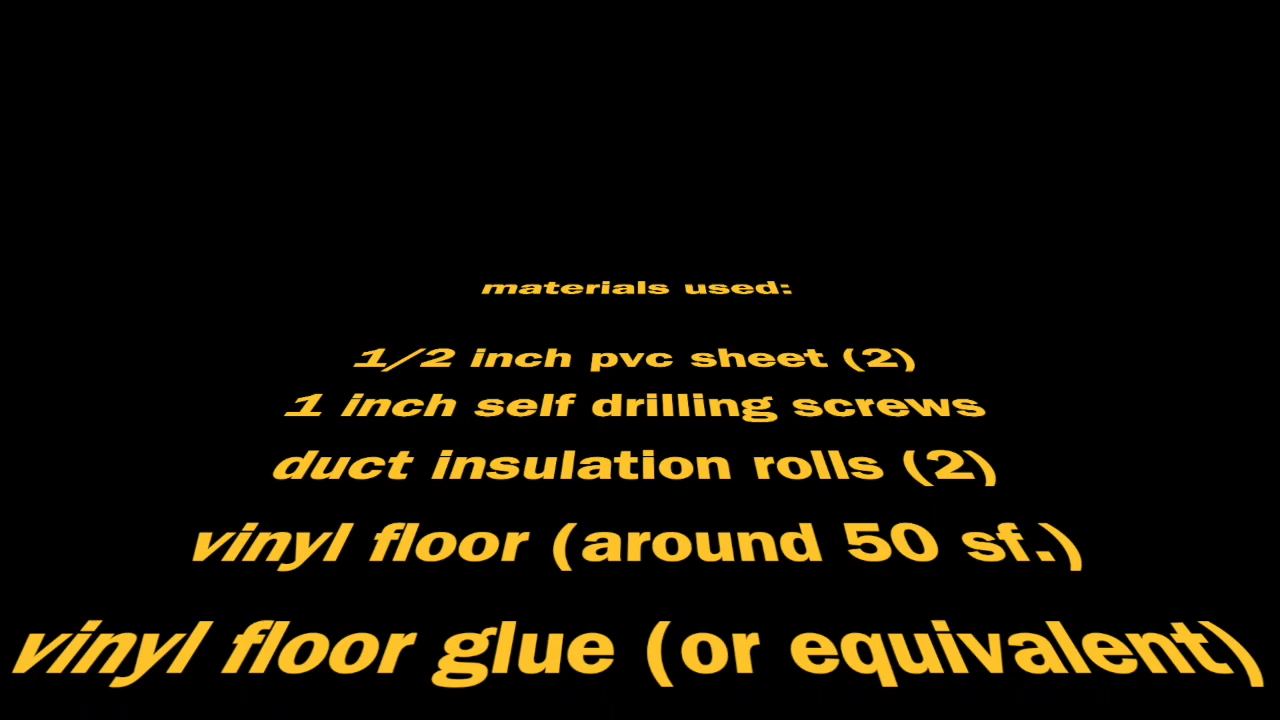 materials used:
1/2 inch pvc sheet (2)
1 inch self drilling screws
duct insulation rolls (2)
vinyl floor (around 50 sf.)
vinyl floor glue (or equivalent)